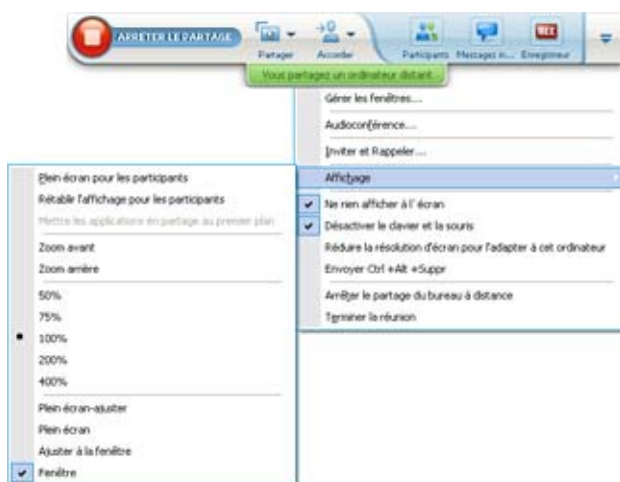 ARRETER LE PARTAGE
Partager
Accorder
Participants
Messages in...
Enregistreur
Vous partagez un ordinateur distant
Gérer les fenêtres....
Audioconférence....
Inviter et Rappeler....
Affichage
Ne rien afficher à l'écran
Désactiver le clavier et la souris
Réduire la résolution d'écran pour l'adapter à cet ordinateur
Envoyer Ctrl +Alt +Suppr
Arrêter le partage du bureau à distance
Terminer la réunion
Plein écran pour les participants
Rétablir l'affichage pour les participants
Mettre les applications en partage au premier plan
Zoom avant
Zoom arrière
50%
75%
100%
200%
400%
Plein écran-ajuster
Plein écran
Ajuster à la fenêtre
Fenêtre